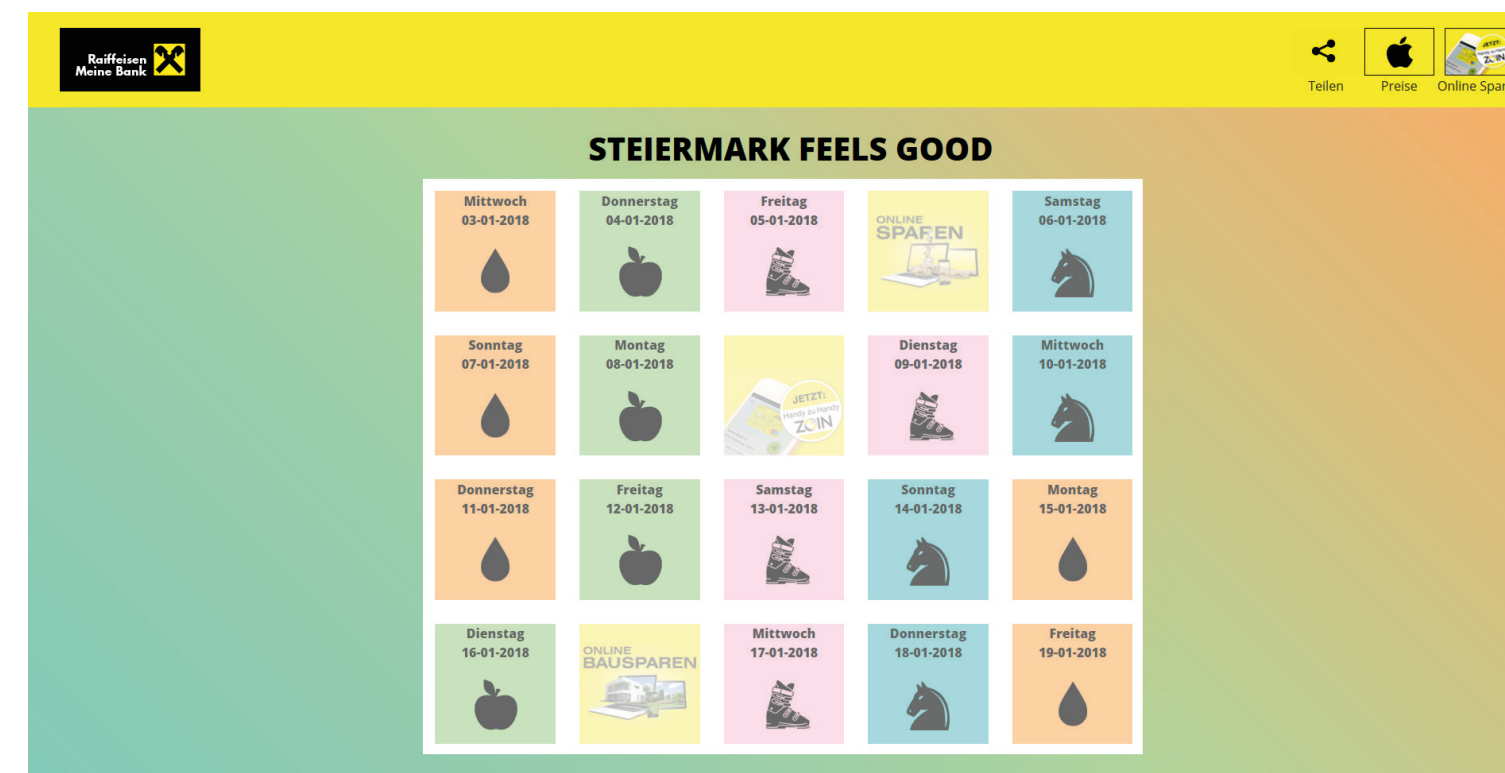 Raiffeisen
Meine Bank
Teilen
Preise
Online Spar
JETZT:
ZOIN
STEIERMARK FEELS GOOD
Mittwoch
03-01-2018
Donnerstag
04-01-2018
Freitag
05-01-2018
ONLINE
SPAREN
Samstag
06-01-2018
Sonntag
07-01-2018
Montag
08-01-2018
JETZT:
Handy zu Handy
ZOIN
Dienstag
09-01-2018
Mittwoch
10-01-2018
Donnerstag
11-01-2018
Freitag
12-01-2018
Samstag
13-01-2018
Sonntag
14-01-2018
Montag
15-01-2018
Dienstag
16-01-2018
ONLINE
BAUSPAREN
Mittwoch
17-01-2018
Donnerstag
18-01-2018
Freitag
19-01-2018